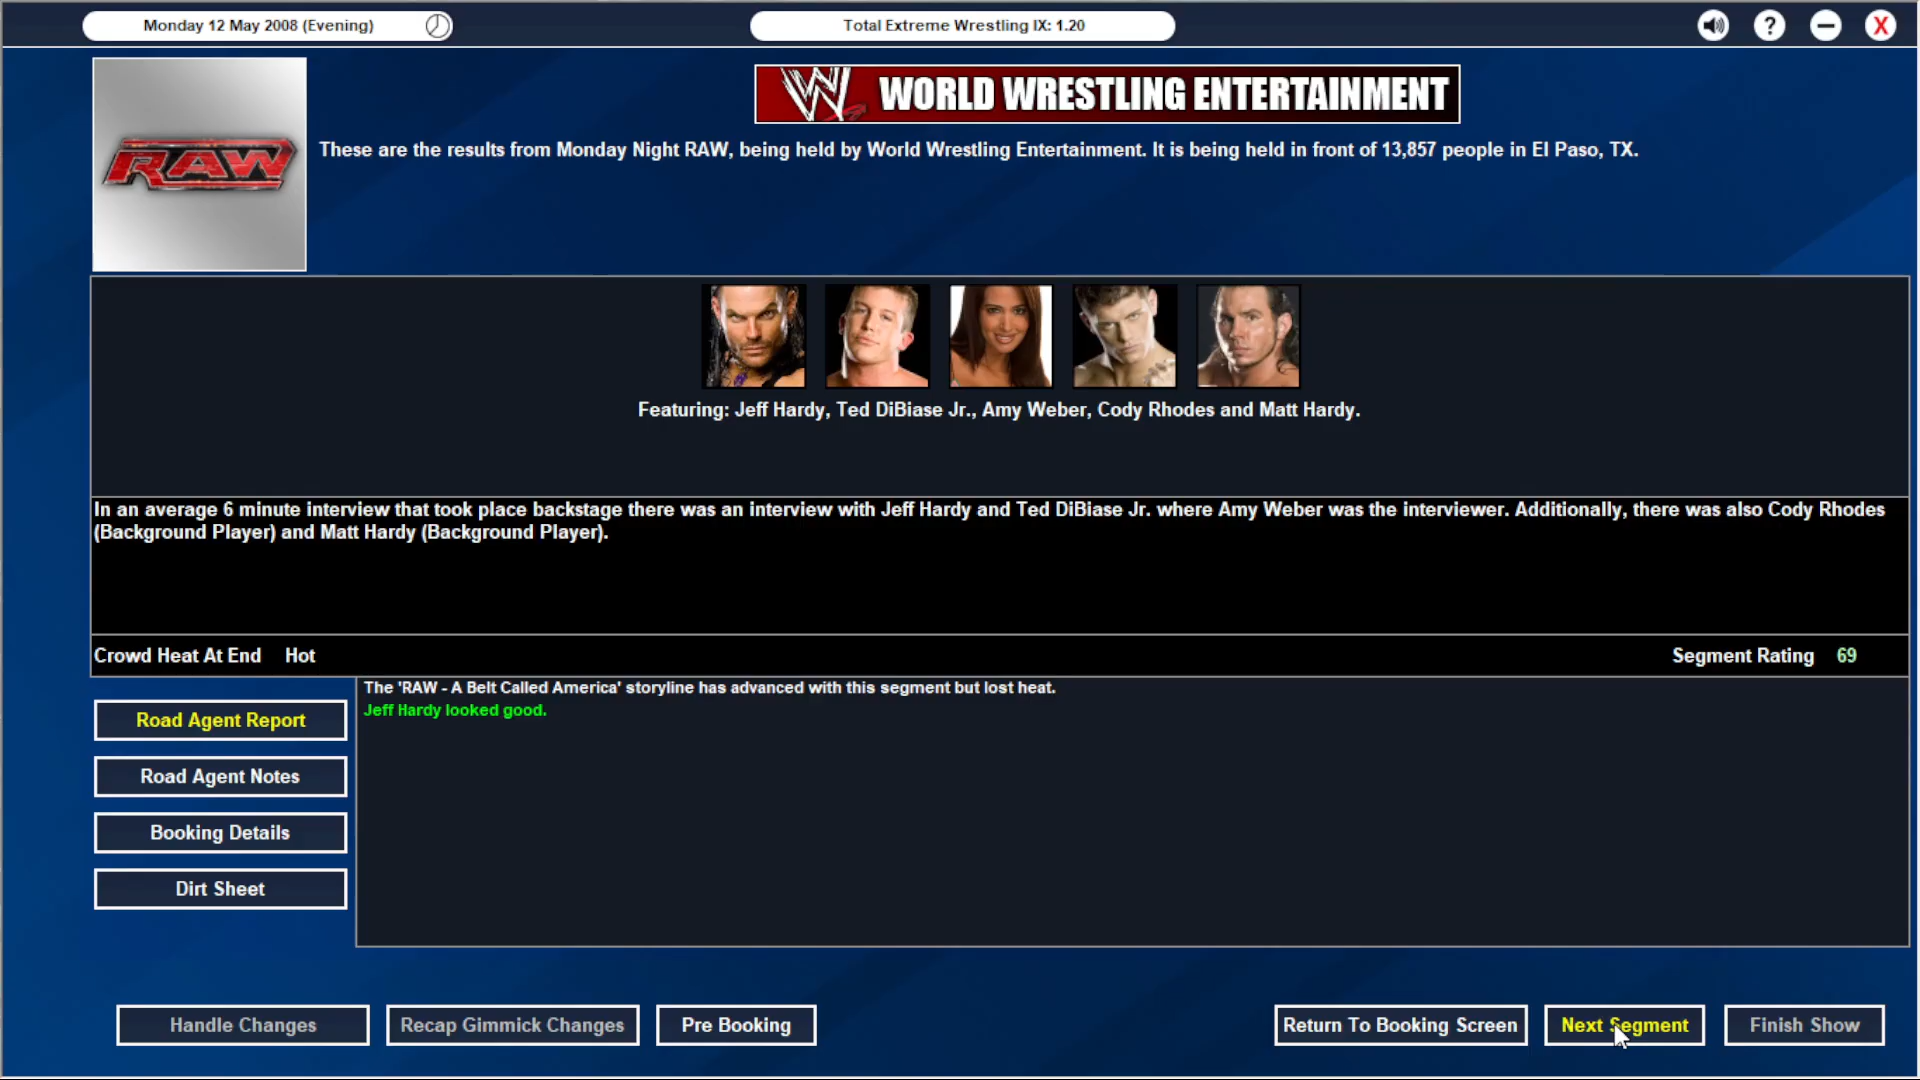 Monday 12 May 2008 (Evening)
Total Extreme Wrestling IX: 1.20
?
X
RAW
W WORLD WRESTLING ENTERTAINMENT
These are the results from Monday Night RAW, being held by World Wrestling Entertainment. It is being held in front of 13,857 people in El Paso, TX.
Featuring: Jeff Hardy, Ted DiBiase Jr., Amy Weber, Cody Rhodes and Matt Hardy.
In an average 6 minute interview that took place backstage there was an interview with Jeff Hardy and Ted DiBiase Jr. where Amy Weber was the interviewer. Additionally, there was also Cody Rhodes
(Background Player) and Matt Hardy (Background Player).
Crowd Heat At End Hot
Segment Rating 69
The 'RAW - A Belt Called America' storyline has advanced with this segment but lost heat.
Jeff Hardy looked good.
Road Agent Report
Road Agent Notes
Booking Details
Dirt Sheet
Handle Changes
Recap Gimmick Changes
Pre Booking
Return To Booking Screen
Next Segment
Finish Show